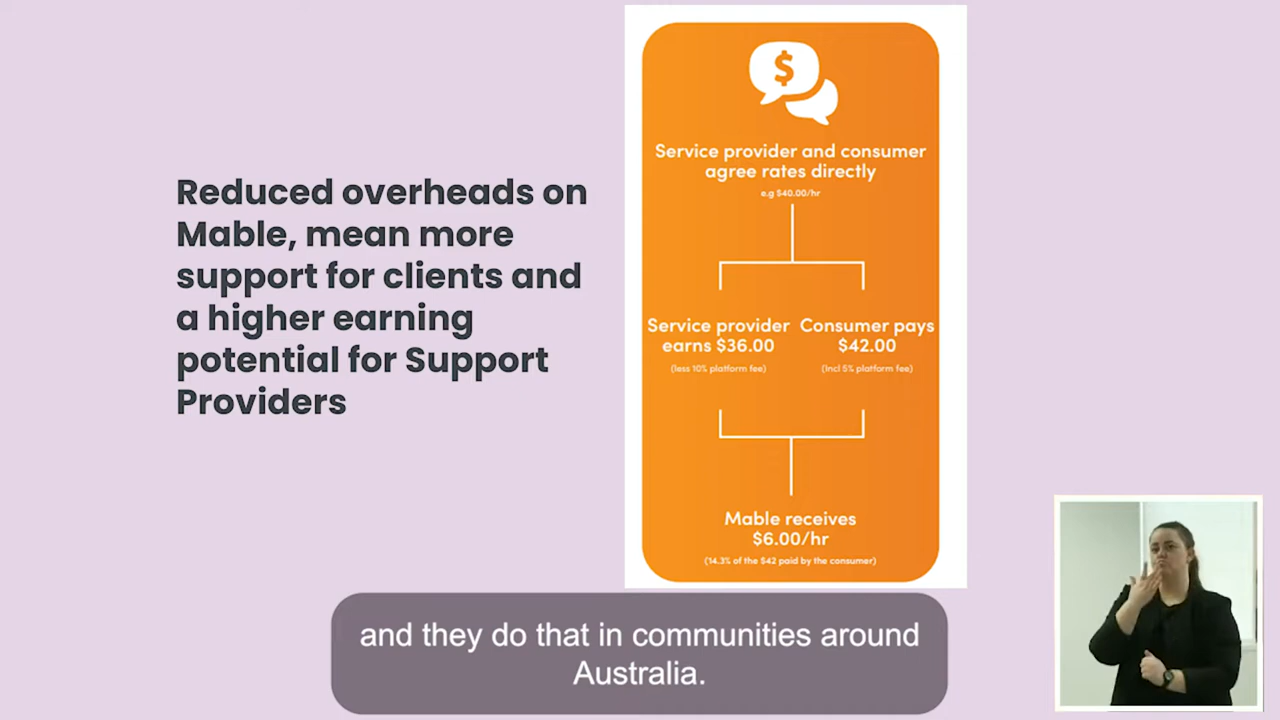 Reduced overheads on
Mable, mean more
support for clients and
a higher earning
potential for Support
Providers
$
Service provider and consumer
agree rates directly
e.g $40.00/hr
Service provider
earns $36.00
(less 10% platform fee)
Consumer pays
$42.00
(Incl 5% platform fee)
Mable receives
$6.00/hr
(14.3% of the $42 paid by the consumer)
and they do that in communities around
Australia.